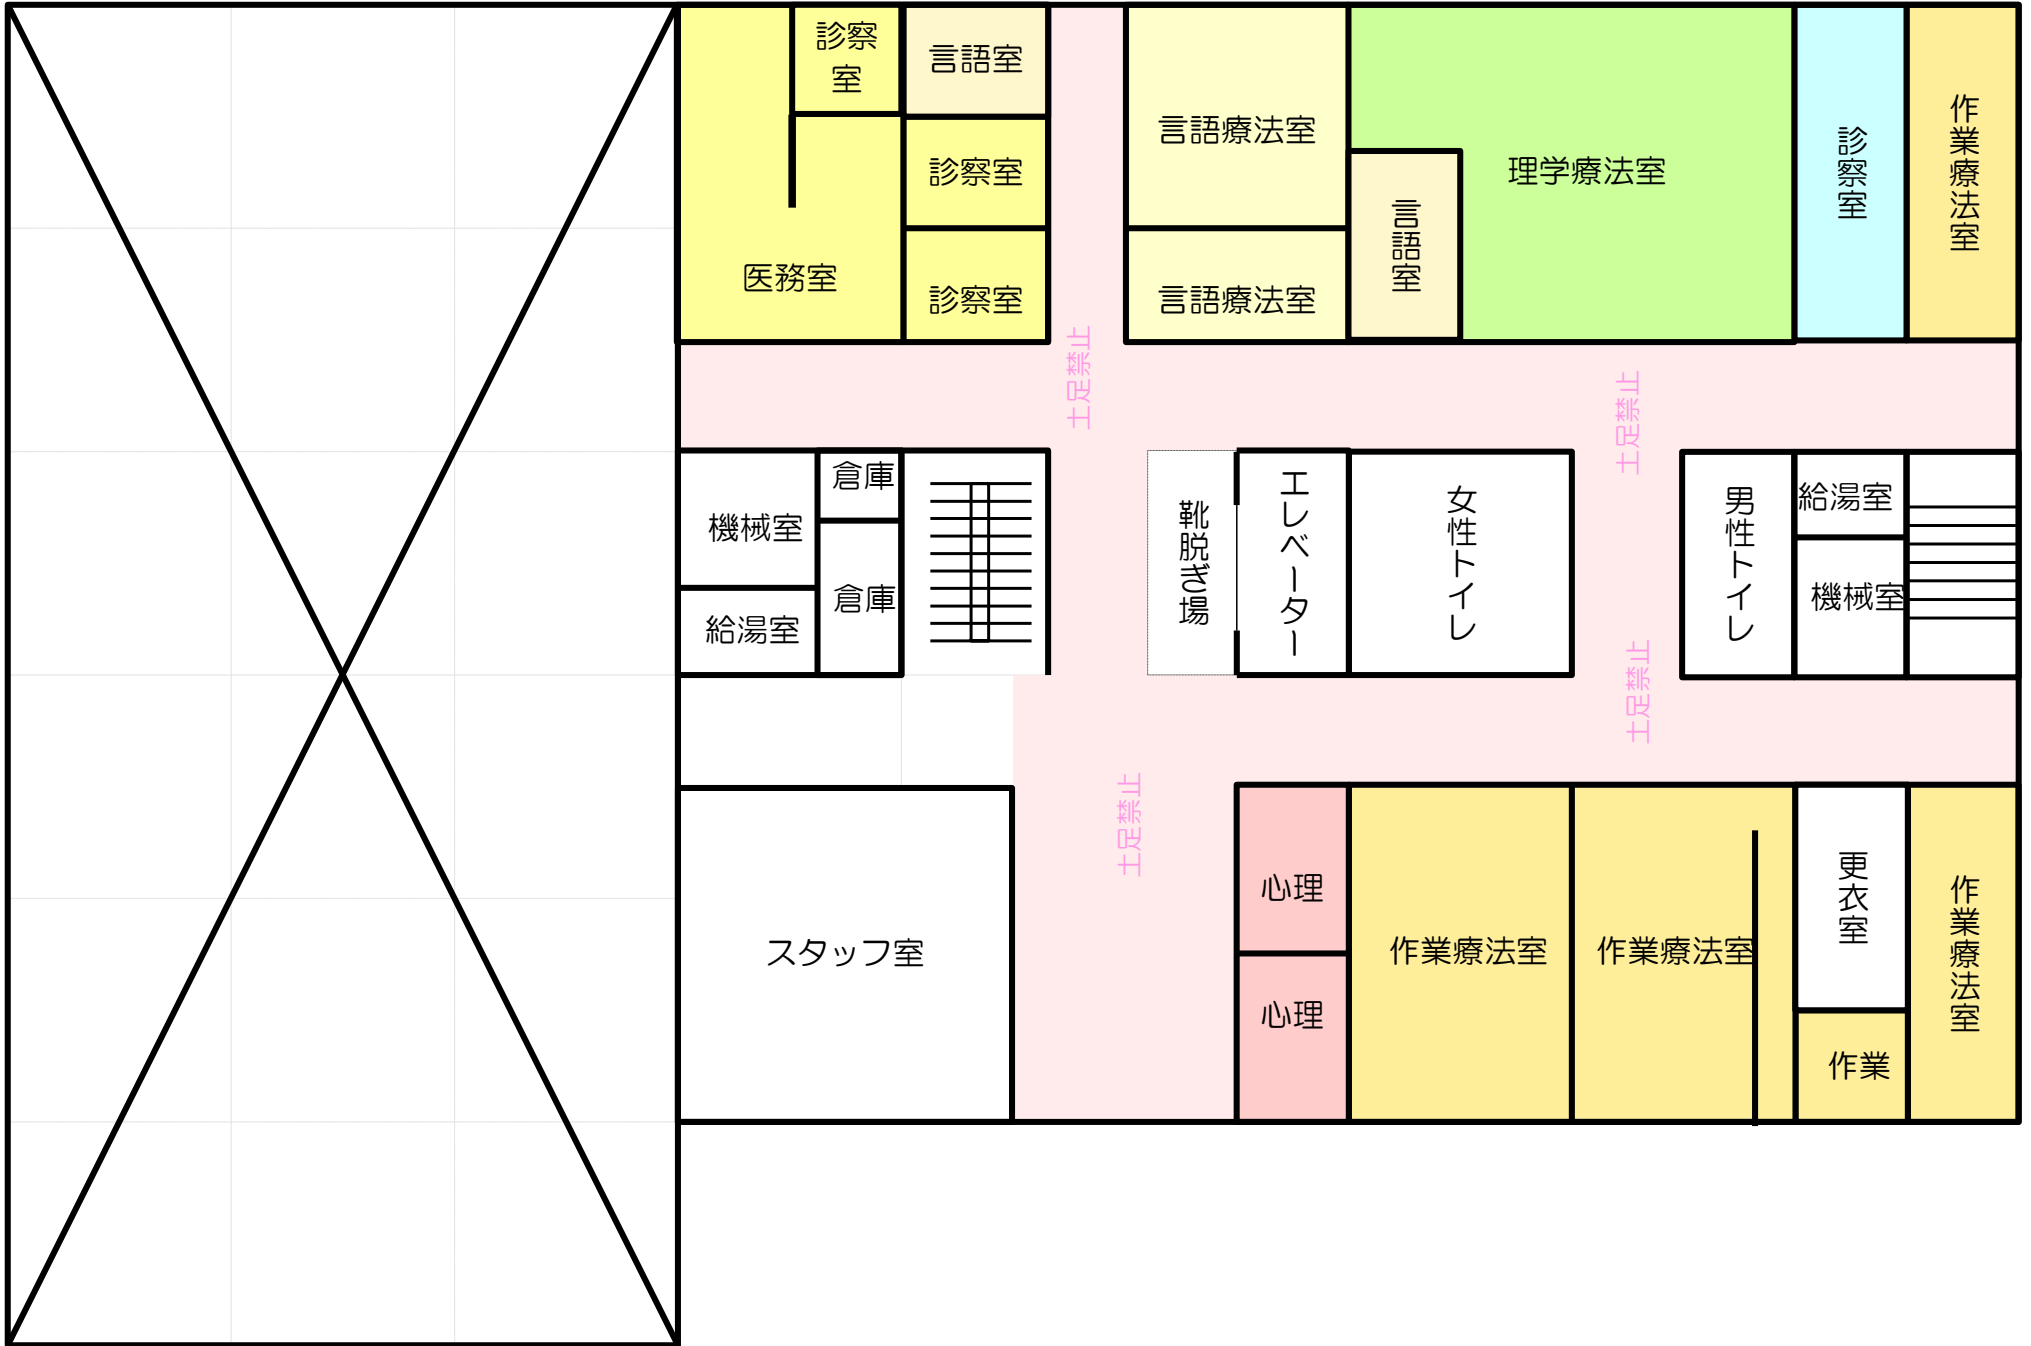 診察
室
言語室
診察室
診察室
医務室
言語療法室
言語療法室
言語室
理学療法室
診察室
作業療法室
土足禁止
土足禁止
機械室
給湯室
倉庫
倉庫
靴脱ぎ場
エレベーター
女性トイレ
男性トイレ
給湯室
機械室
土足禁止
土足禁止
スタッフ室
心理
心理
作業療法室
作業療法室
更衣室
作業
作業療法室